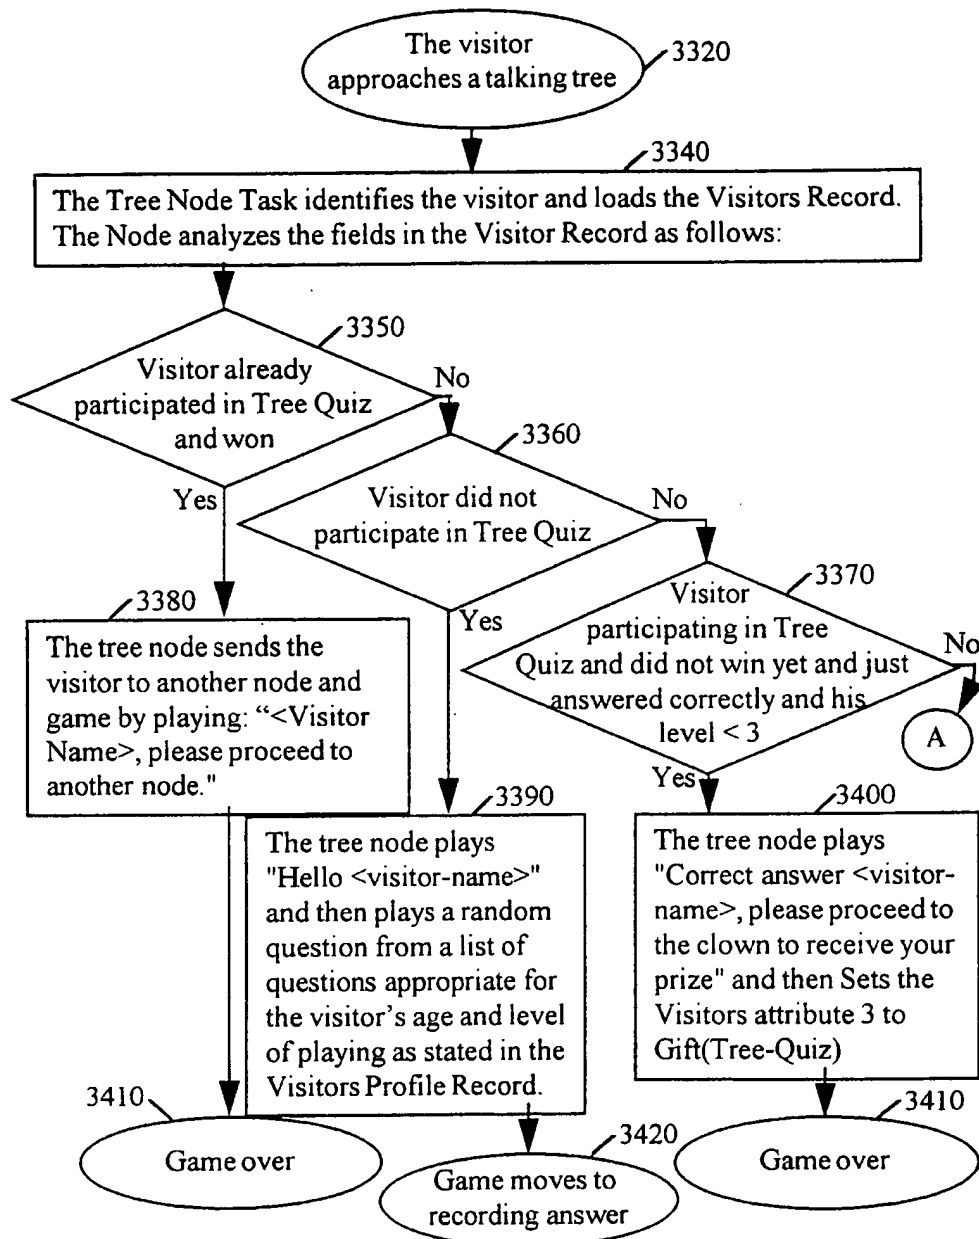 The visitor
approaches a talking tree
3320
3340
The Tree Node Task identifies the visitor and loads the Visitors Record.
The Node analyzes the fields in the Visitor Record as follows:
3350
Visitor already
participated in Tree Quiz
and won
No
Yes
3360
Visitor did not
participate in Tree Quiz
No
Yes
3370
Visitor
participating in Tree
Quiz and did not win yet and just
answered correctly and his
level < 3
No
A
Yes
3380
The tree node sends the
visitor to another node and
game by playing: “<Visitor
Name>, please proceed to
another node."
3390
The tree node plays
"Hello <visitor-name>"
and then plays a random
question from a list of
questions appropriate for
the visitor's age and level
of playing as stated in the
Visitors Profile Record.
3400
The tree node plays
"Correct answer <visitor-
name>, please proceed to
the clown to receive your
prize" and then Sets the
Visitors attribute 3 to
Gift(Tree-Quiz)
3410
Game over
3420
Game moves to
recording answer
3410
Game over